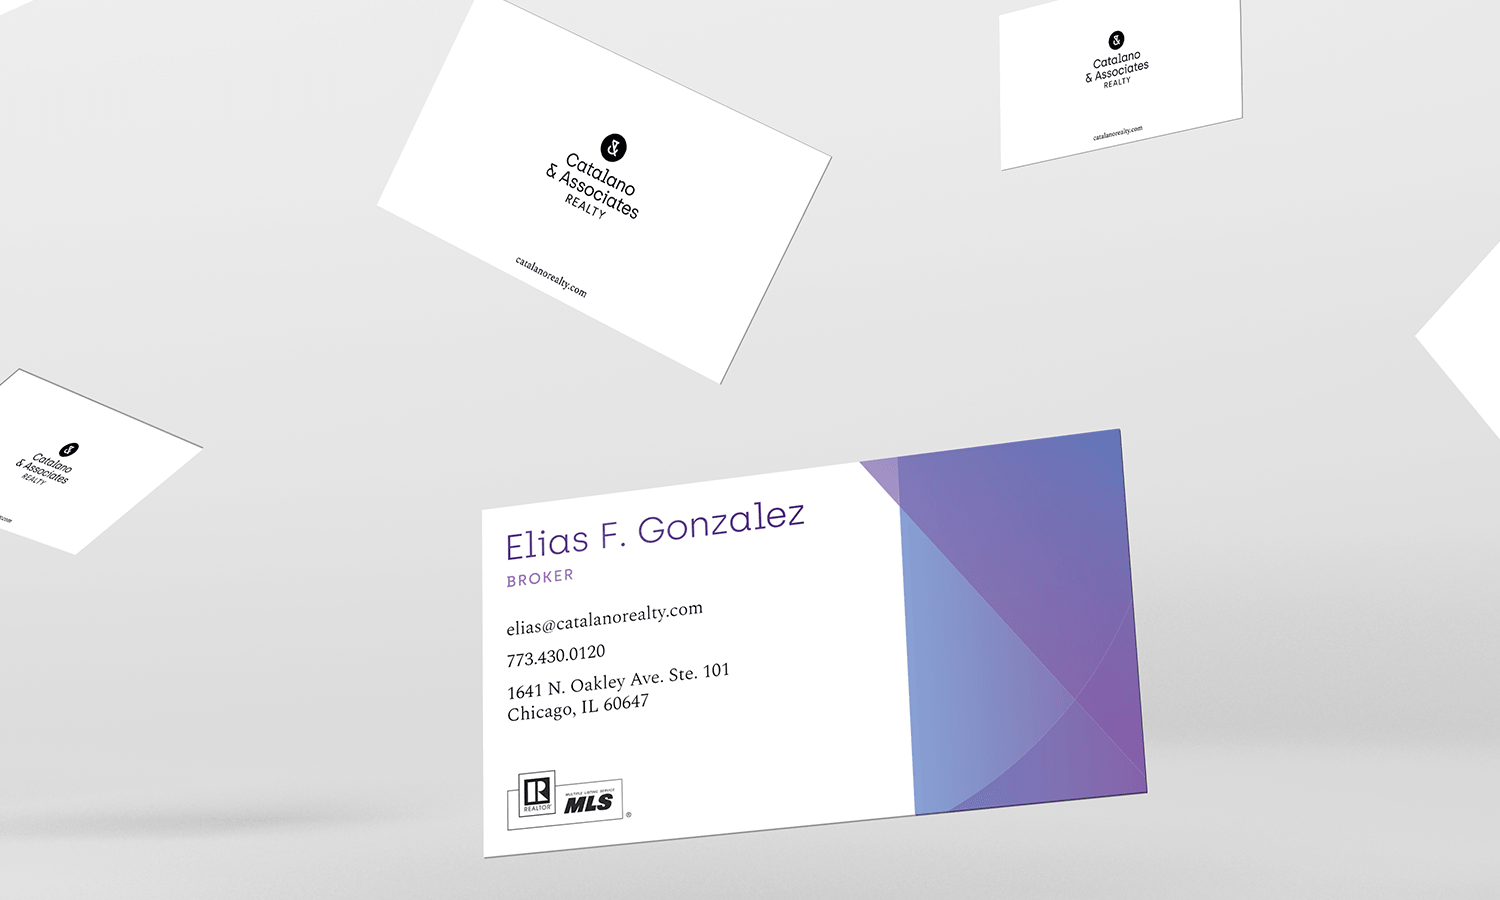 &
Catalano
& Associates
REALTY
catalanorealty.com
&
Catalano
& Associates
REALTY
catalanorealty.com
&
Catalano
& Associates
REALTY
Elias F. Gonzalez
BROKER
elias@catalanorealty.com
773.430.0120
1641 N. Oakley Ave. Ste. 101
Chicago, IL 60647
R
REALTOR®
MULTIPLE LISTING SERVICE
MLS
®